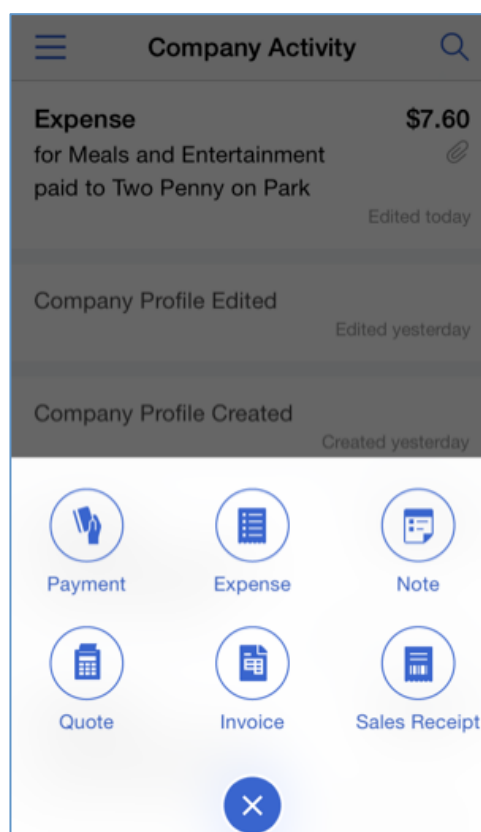 Company Activity
Expense $7.60
for Meals and Entertainment
paid to Two Penny on Park
Edited today
Company Profile Edited
Edited yesterday
Company Profile Created
Created yesterday
Payment Expense Note
Quote Invoice Sales Receipt